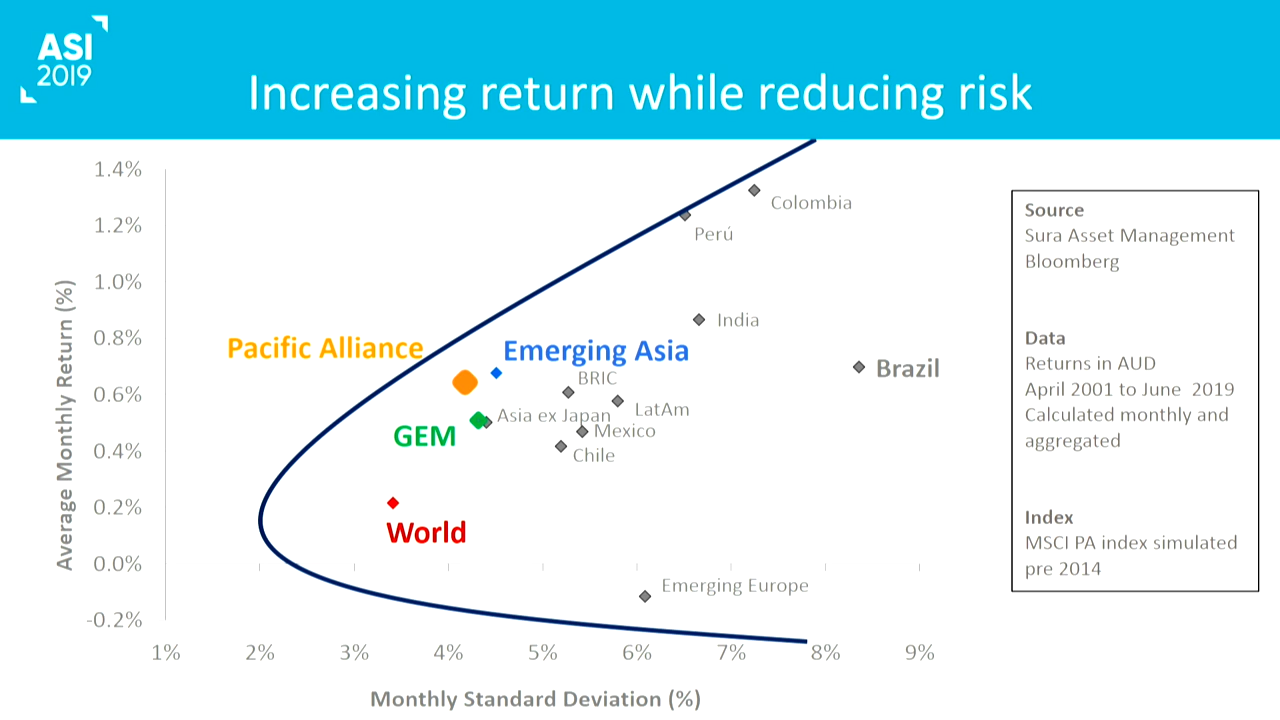 ASI
2019
Increasing return while reducing risk
1.4%
1.2%
1.0%
0.8%
0.6%
0.4%
0.2%
0.0%
-0.2%
Average Monthly Return (%)
1%
2%
3%
4%
5%
6%
7%
8%
9%
Monthly Standard Deviation (%)
Colombia
Perú
India
Pacific Alliance
Emerging Asia
Brazil
BRIC
LatAm
Asia ex Japan
GEM
Mexico
Chile
World
Emerging Europe
Source
Sura Asset Management
Bloomberg
Data
Returns in AUD
April 2001 to June 2019
Calculated monthly and
aggregated
Index
MSCI PA index simulated
pre 2014